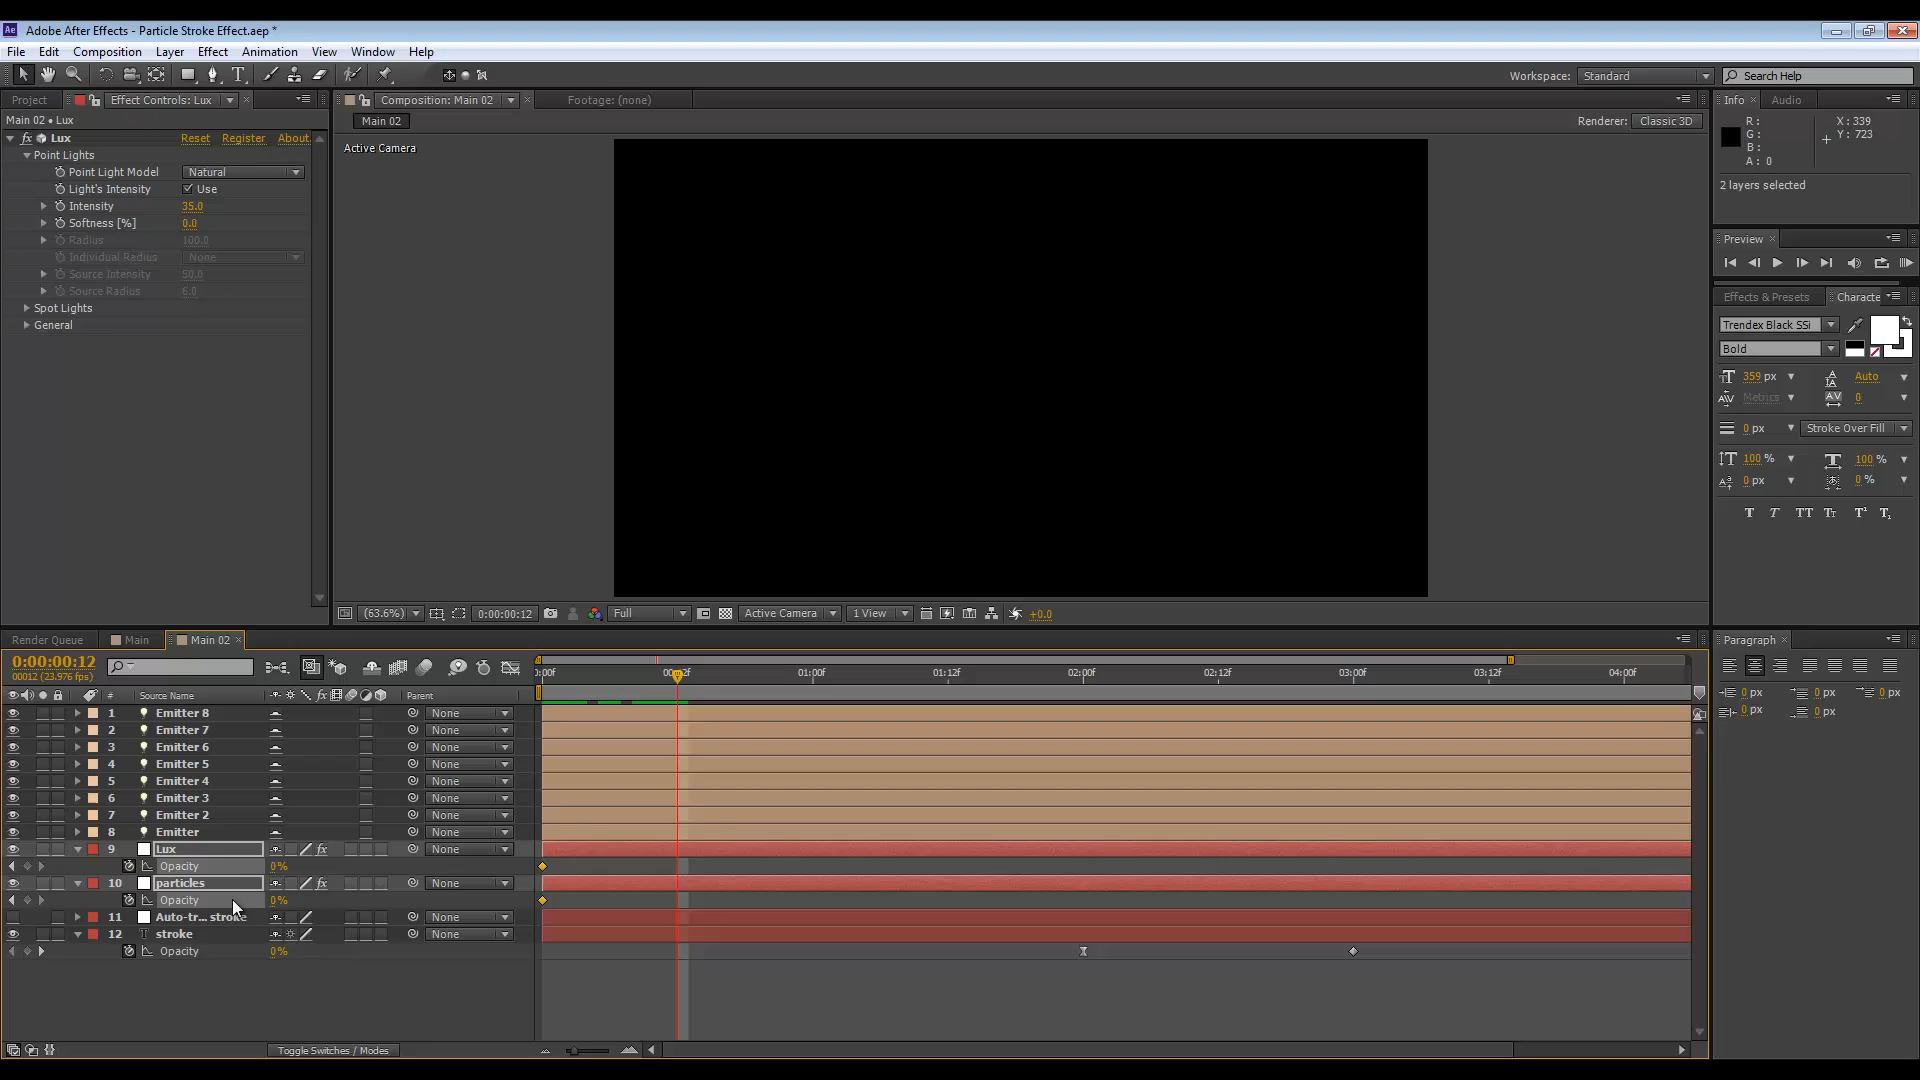 Adobe After Effects - Particle Stroke Effect.aep *
File Edit Composition Layer Effect Animation View Window Help
Workspace: Standard Search Help
Project Effect Controls: Lux Composition: Main 02 Footage: (none) Info Audio
Main 02 • Lux
Main 02
Renderer: Classic 3D
fx Lux Reset Register About.
Active Camera
Point Lights
Point Light Model Natural
Light's Intensity Use
Intensity 35.0
Softness [%] 0.0
Radius 100.0
Individual Radius None
Source Intensity 50.0
Source Radius 6.0
Spot Lights
General
R: X: 339
G: Y: 723
B:
A: 0
2 layers selected
Preview
Effects & Presets Characte
Trendex Black SSi
Bold
359 px Auto
Metrics 0
0 px Stroke Over Fill
100 % 100 %
0 px 0 %
(63.6%) 0:00:00:12 Full Active Camera 1 View +0.0
Render Queue Main Main 02
Paragraph
0:00:00:12
00012 (23.976 fps)
0:00f 00:12f 01:00f 01:12f 02:00f 02:12f 03:00f 03:12f 04:00f
# Source Name fx Parent
1 Emitter 8 None
2 Emitter 7 None
3 Emitter 6 None
4 Emitter 5 None
5 Emitter 4 None
6 Emitter 3 None
7 Emitter 2 None
8 Emitter None
9 Lux fx None
Opacity 0%
10 particles fx None
Opacity 0%
11 Auto-tr... stroke None
12 T stroke None
Opacity 0%
Toggle Switches / Modes
0 px 0 px 0 px
0 px 0 px